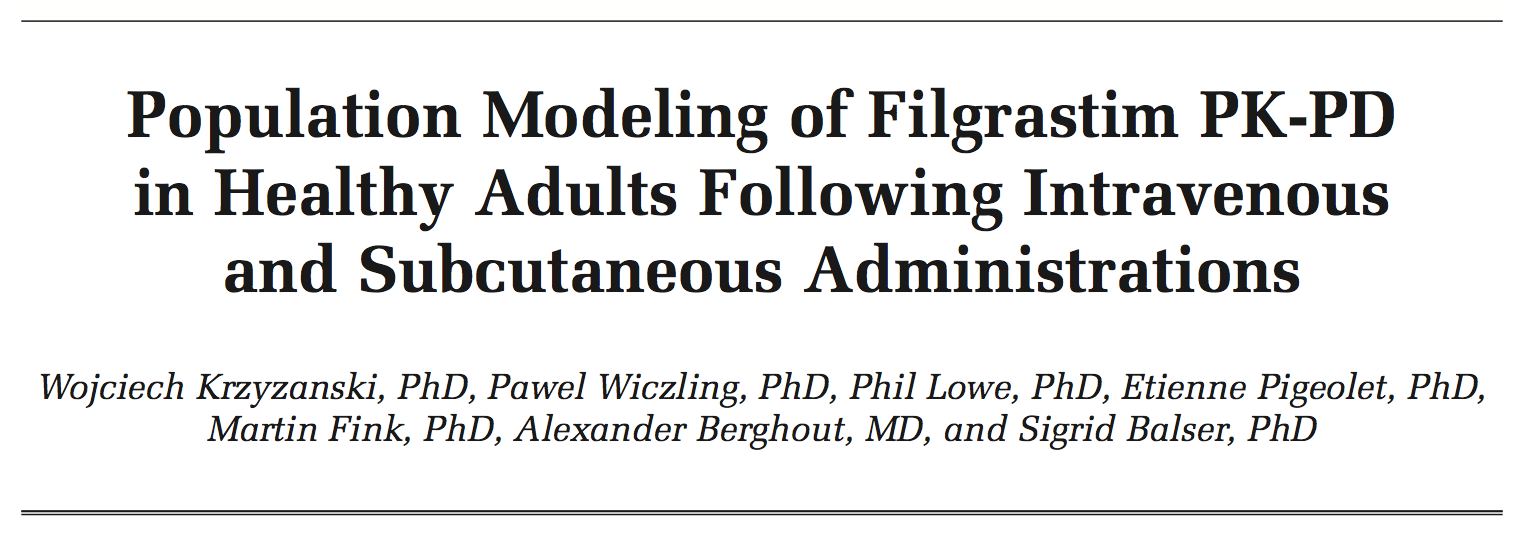 Population Modeling of Filgrastim PK-PD
in Healthy Adults Following Intravenous
and Subcutaneous Administrations
Wojciech Krzyzanski, PhD, Pawel Wiczling, PhD, Phil Lowe, PhD, Etienne Pigeolet, PhD,
Martin Fink, PhD, Alexander Berghout, MD, and Sigrid Balser, PhD